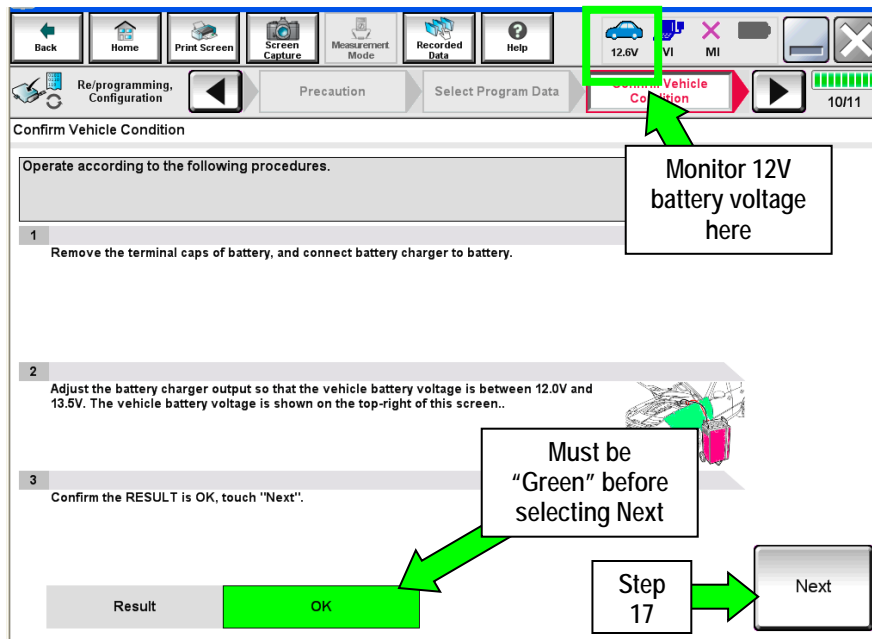 Back
Home
Print Screen
Screen
Capture
Measurement
Mode
Recorded
Data
Help
12.6V
VI
MI
Re/programming,
Configuration
Precaution
Select Program Data
Confirm Vehicle
Condition
10/11
Confirm Vehicle Condition
Operate according to the following procedures.
Monitor 12V
battery voltage
here
1
Remove the terminal caps of battery, and connect battery charger to battery.
2
Adjust the battery charger output so that the vehicle battery voltage is between 12.0V and
13.5V. The vehicle battery voltage is shown on the top-right of this screen..
Must be
“Green” before
selecting Next
3
Confirm the RESULT is OK, touch "Next".
Result
OK
Step
17
Next